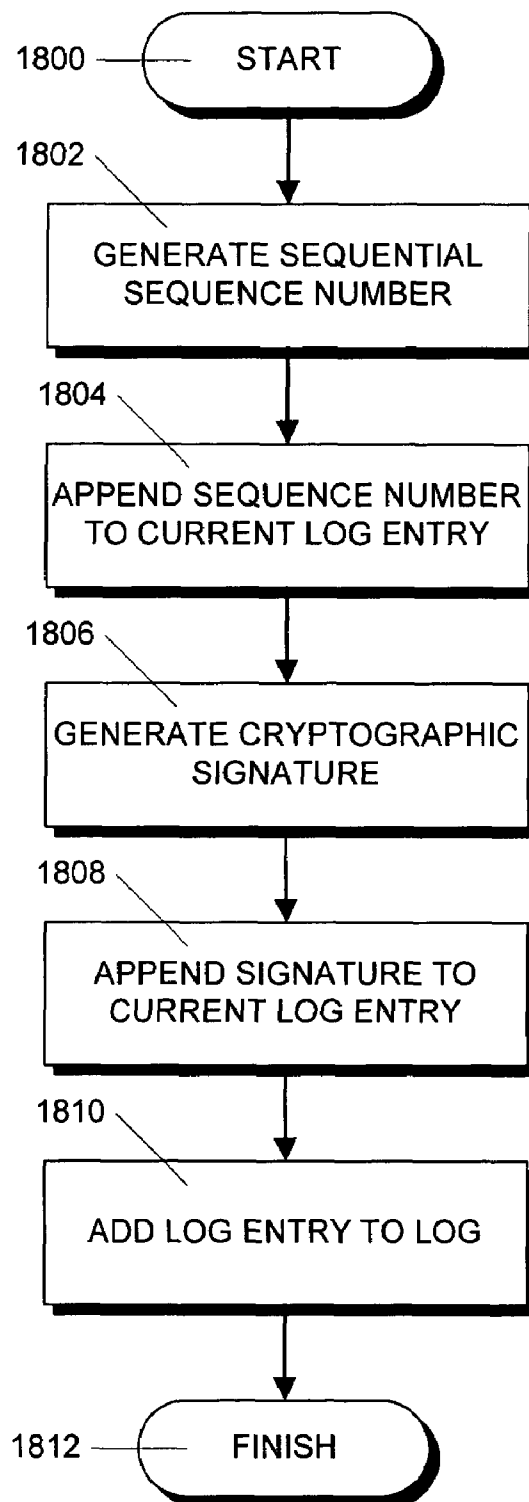 1800
START
1802
GENERATE SEQUENTIAL
SEQUENCE NUMBER
1804
APPEND SEQUENCE NUMBER
TO CURRENT LOG ENTRY
1806
GENERATE CRYPTOGRAPHIC
SIGNATURE
1808
APPEND SIGNATURE TO
CURRENT LOG ENTRY
1810
ADD LOG ENTRY TO LOG
1812
FINISH